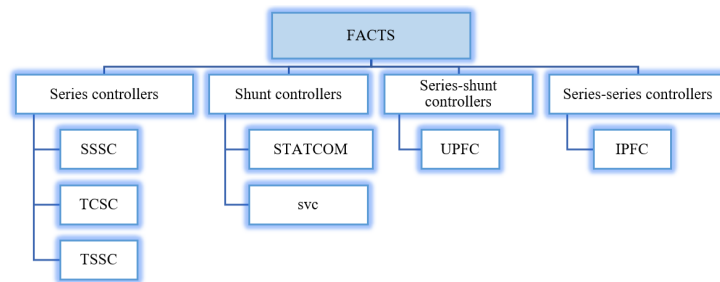 FACTS
Series controllers
Shunt controllers
Series-shunt
controllers
Series-series controllers
SSSC
STATCOM
UPFC
IPFC
TCSC
svc
TSSC